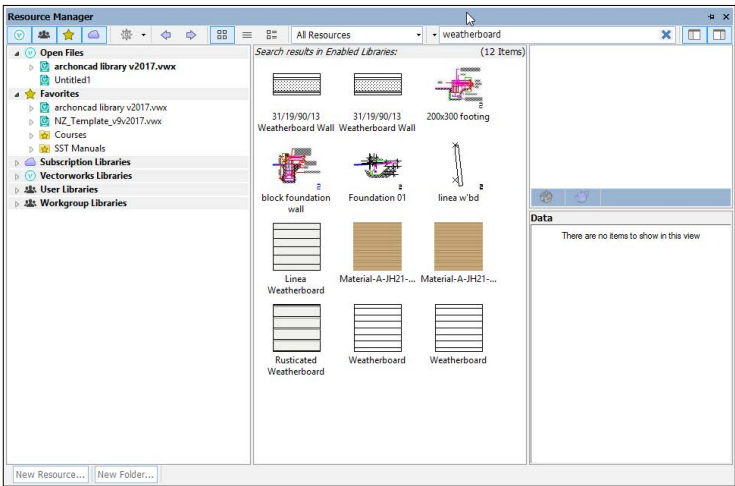 Resource Manager
All Resources
weatherboard
Open Files
archoncad library v2017.vwx
Untitled1
Favorites
archoncad library v2017.vwx
NZ_Template_v9v2017.vwx
Courses
SST Manuals
Subscription Libraries
Vectorworks Libraries
User Libraries
Workgroup Libraries
Search results in Enabled Libraries: (12 Items)
31/19/90/13
Weatherboard Wall
31/19/90/13
Weatherboard Wall
200x300 footing
block foundation
wall
Foundation 01
linea w'bd
Linea
Weatherboard
Material-A-JH21-...
Material-A-JH21-...
Rusticated
Weatherboard
Weatherboard
Weatherboard
Data
There are no items to show in this view
New Resource...
New Folder...